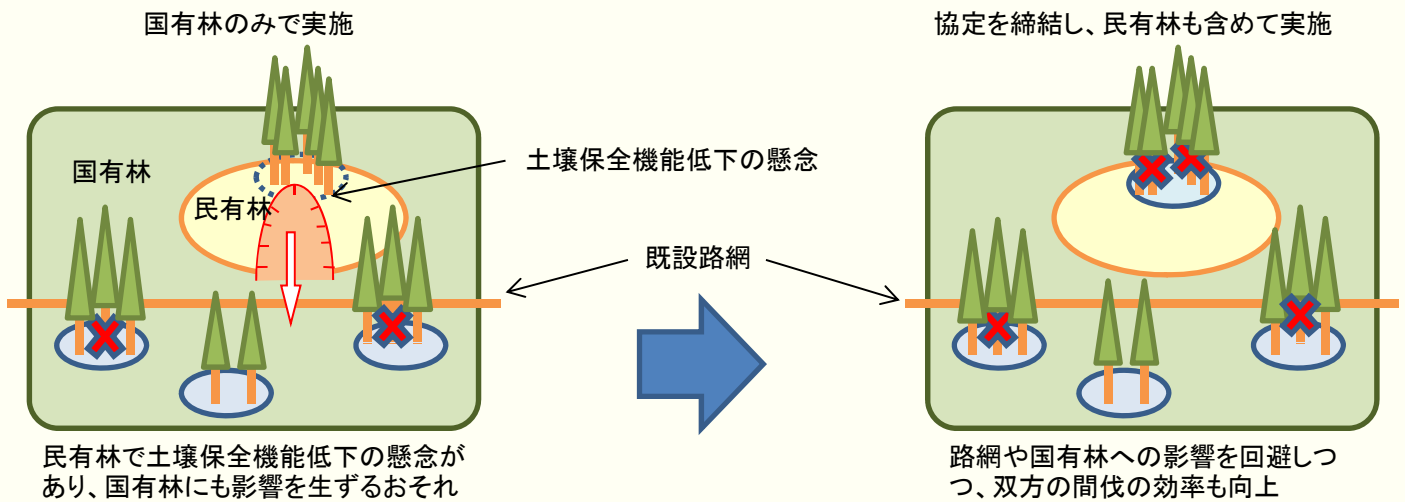 国有林のみで実施
協定を締結し、民有林も含めて実施
国有林
民有林
土壌保全機能低下の懸念
既設路網
民有林で土壌保全機能低下の懸念が
あり、国有林にも影響を生ずるおそれ
路網や国有林への影響を回避しつ
つ、双方の間伐の効率も向上